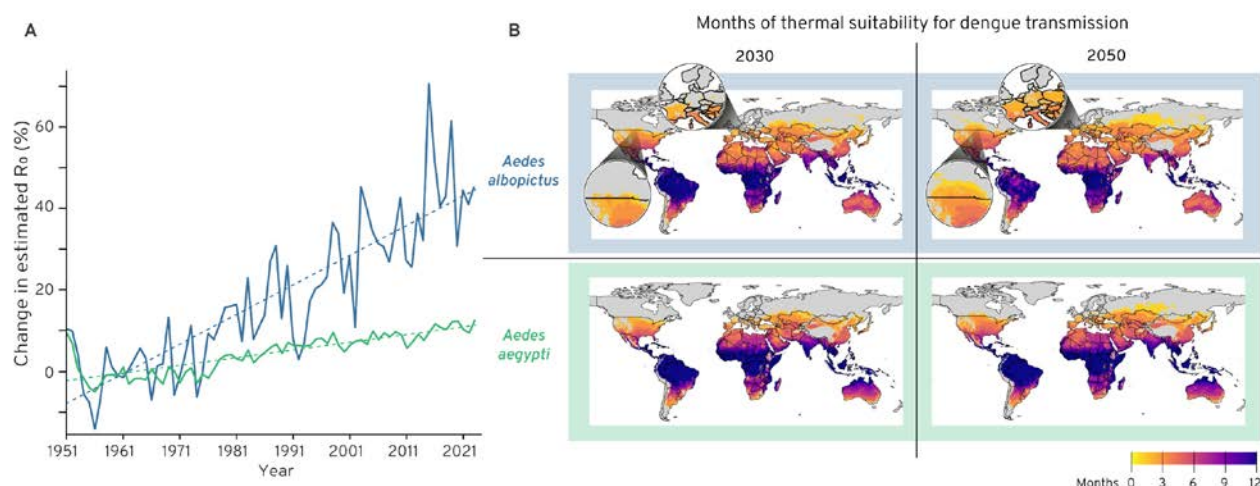 A
B
Months of thermal suitability for dengue transmission
2030
2050
Change in estimated R₀ (%)
60
40
20
0
1951
1961
1971
1981
1991
2001
2011
2021
Year
Aedes
albopictus
Aedes
aegypti
Months 0 3 6 9 12